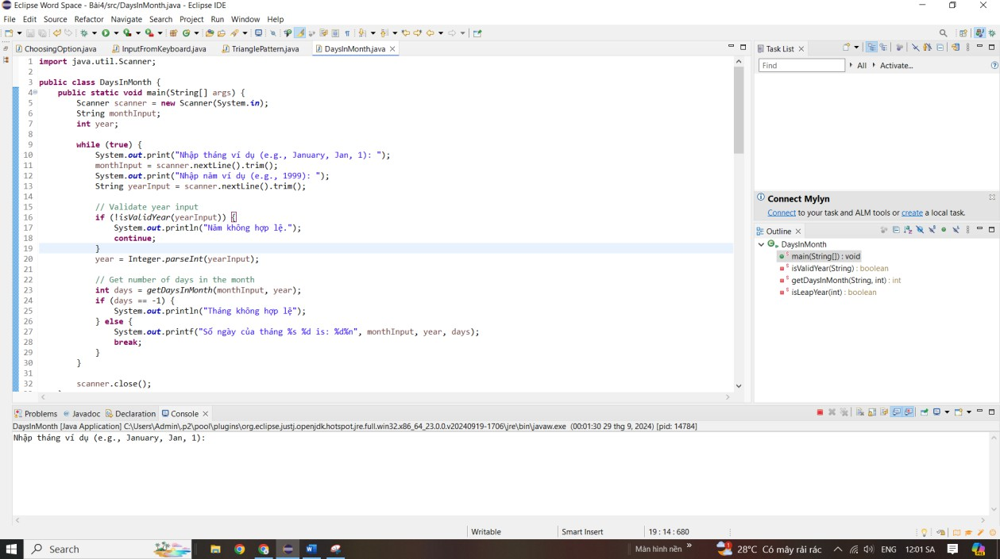 Eclipse Word Space - Bài4/src/DaysInMonth.java - Eclipse IDE
File Edit Source Refactor Navigate Search Project Run Window Help
ChoosingOption.java InputFromKeyboard.java TrianglePattern.java DaysInMonth.java
1 import java.util.Scanner;
2
3 public class DaysInMonth {
4 public static void main(String[] args) {
5 Scanner scanner = new Scanner(System.in);
6 String monthInput;
7 int year;
8
9 while (true) {
10 System.out.print("Nhập tháng ví dụ (e.g., January, Jan, 1): ");
11 monthInput = scanner.nextLine().trim();
12 System.out.print("Nhập năm ví dụ (e.g., 1999): ");
13 String yearInput = scanner.nextLine().trim();
14
15 // Validate year input
16 if (!isValidYear(yearInput)) {
17 System.out.println("Năm không hợp lệ.");
18 continue;
19 }
20 year = Integer.parseInt(yearInput);
21
22 // Get number of days in the month
23 int days = getDaysInMonth(monthInput, year);
24 if (days == -1) {
25 System.out.println("Tháng không hợp lệ");
26 } else {
27 System.out.printf("Số ngày của tháng %s %d is: %d%n", monthInput, year, days);
28 break;
29 }
30 }
31
32 scanner.close();
Task List
Find All Activate...
Connect Mylyn
Connect to your task and ALM tools or create a local task.
Outline
DaysInMonth
main(String[]) : void
isValidYear(String) : boolean
getDaysInMonth(String, int) : int
isLeapYear(int) : boolean
Problems Javadoc Declaration Console
DaysInMonth [Java Application] C:\Users\Admin\.p2\pool\plugins\org.eclipse.justj.openjdk.hotspot.jre.full.win32.x86_64_23.0.0.v20240919-1706\jre\bin\javaw.exe (00:01:30 29 thg 9, 2024) [pid: 14784]
Nhập tháng ví dụ (e.g., January, Jan, 1):
Writable Smart Insert 19 : 14 : 680
Search Màn hình nền 28°C Có mây rải rác ENG 12:01 SA